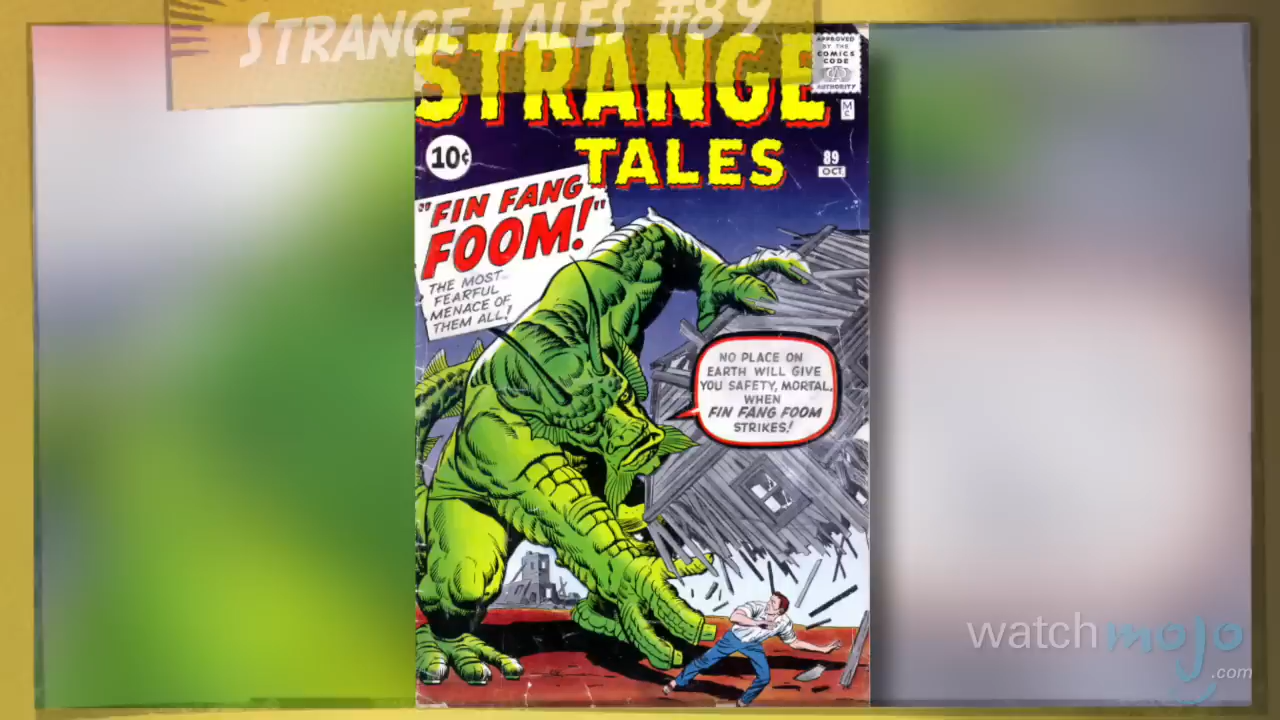 STRANGE TALES #89
STRANGE
TALES
APPROVED
BY THE
COMICS
CODE
CA
AUTHORITY
M
C
10¢
89
OCT
"FIN FANG
FOOM!"
THE MOST
FEARFUL
MENACE OF
THEM ALL!
NO PLACE ON
EARTH WILL GIVE
YOU SAFETY, MORTAL,
WHEN
FIN FANG FOOM
STRIKES!
watchmojo
.com